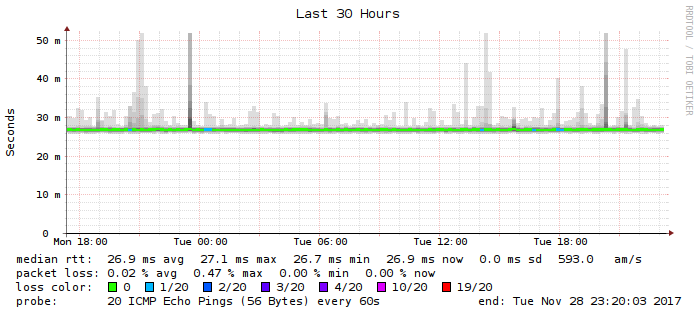 Last 30 Hours
RRDTOOL / TOBI OETIKER
Seconds
50 m
40 m
30 m
20 m
10 m
0
Mon 18:00 Tue 00:00 Tue 06:00 Tue 12:00 Tue 18:00
median rtt: 26.9 ms avg 27.1 ms max 26.7 ms min 26.9 ms now 0.0 ms sd 593.0 am/s
packet loss: 0.02 % avg 0.47 % max 0.00 % min 0.00 % now
loss color: 0 1/20 2/20 3/20 4/20 10/20 19/20
probe: 20 ICMP Echo Pings (56 Bytes) every 60s end: Tue Nov 28 23:20:03 2017